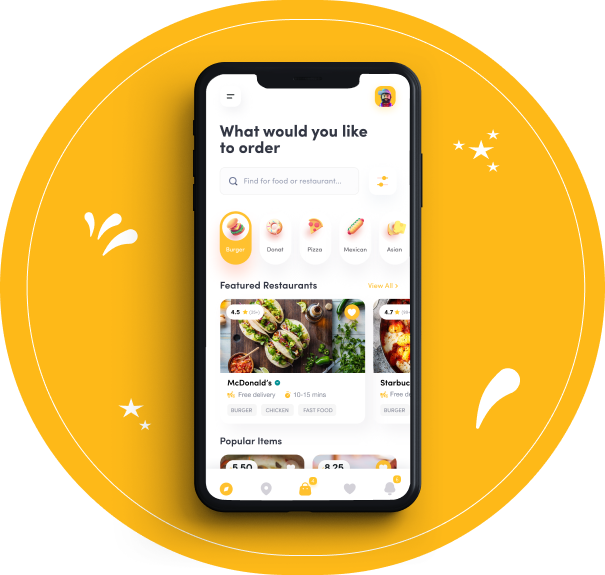 What would you like
to order
Find for food or restaurant...
Burger
Donat
Pizza
Mexican
Asian
Featured Restaurants
View All
4.5
4.7
McDonald's
Starbuc
Free delivery
10-15 mins
Free de
BURGER
CHICKEN
FAST FOOD
BURGER
Popular Items
5.50
8.25